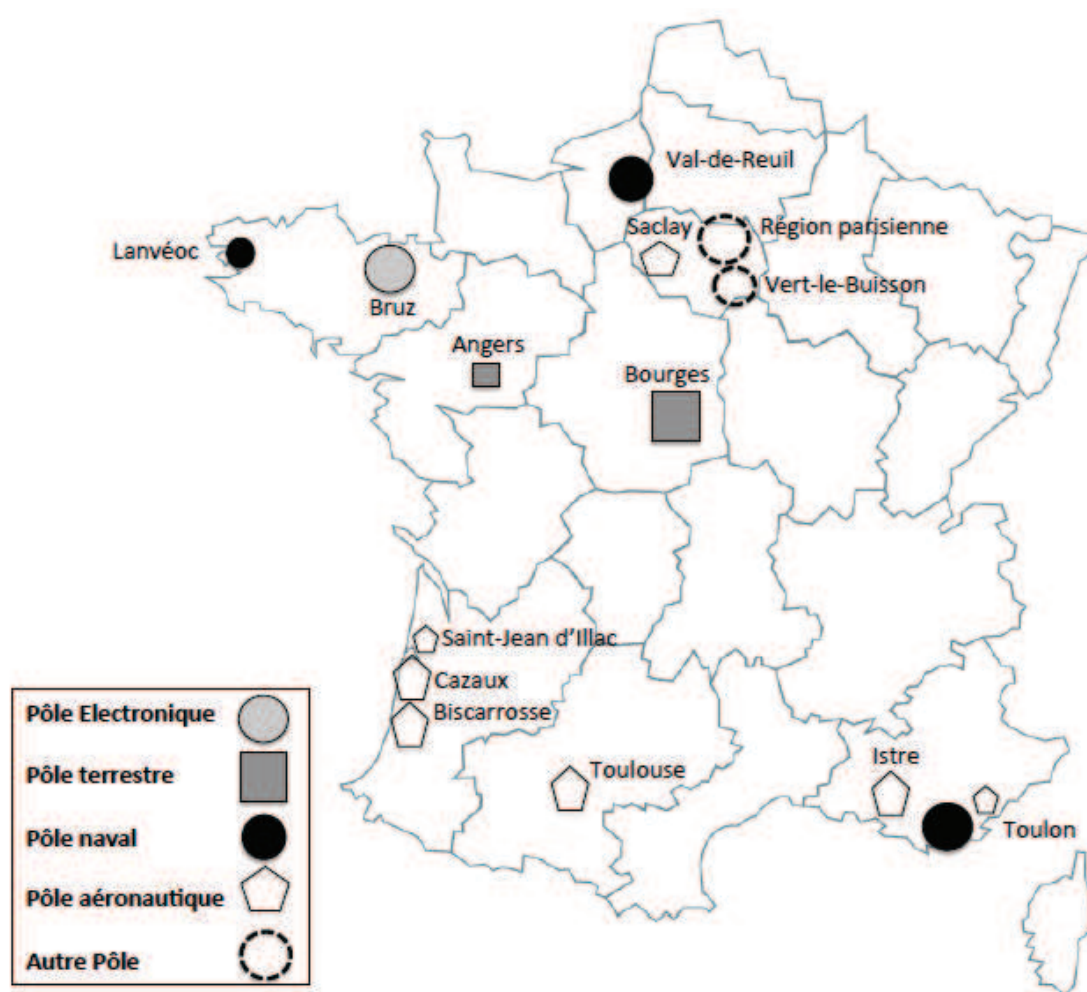 Val-de-Reuil
Saclay
Région parisienne
Lanvéoc
Vert-le-Buisson
Bruz
Angers
Bourges
Saint-Jean d'Illac
Cazaux
Biscarrosse
Toulouse
Istre
Toulon
Pôle Electronique
Pôle terrestre
Pôle naval
Pôle aéronautique
Autre Pôle